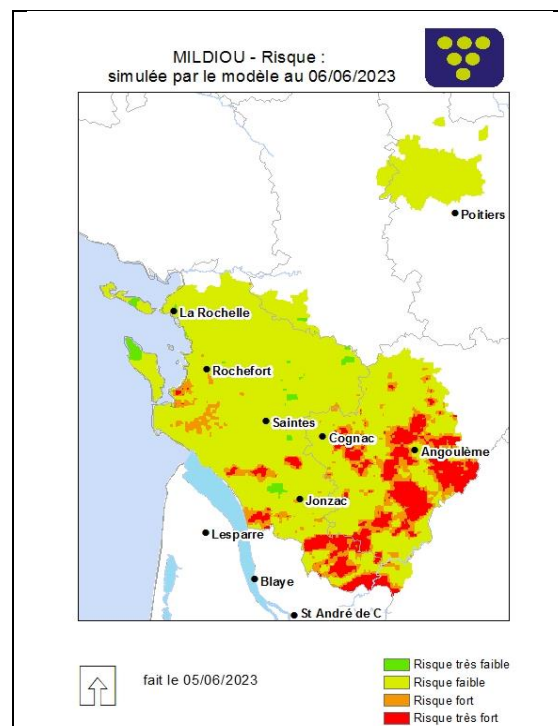 MILDIOU - Risque :
simulée par le modèle au 06/06/2023
Poitiers
La Rochelle
Rochefort
Saintes
Cognac
Angoulême
Jonzac
Lesparre
Blaye
St André de C
fait le 05/06/2023
Risque très faible
Risque faible
Risque fort
Risque très fort